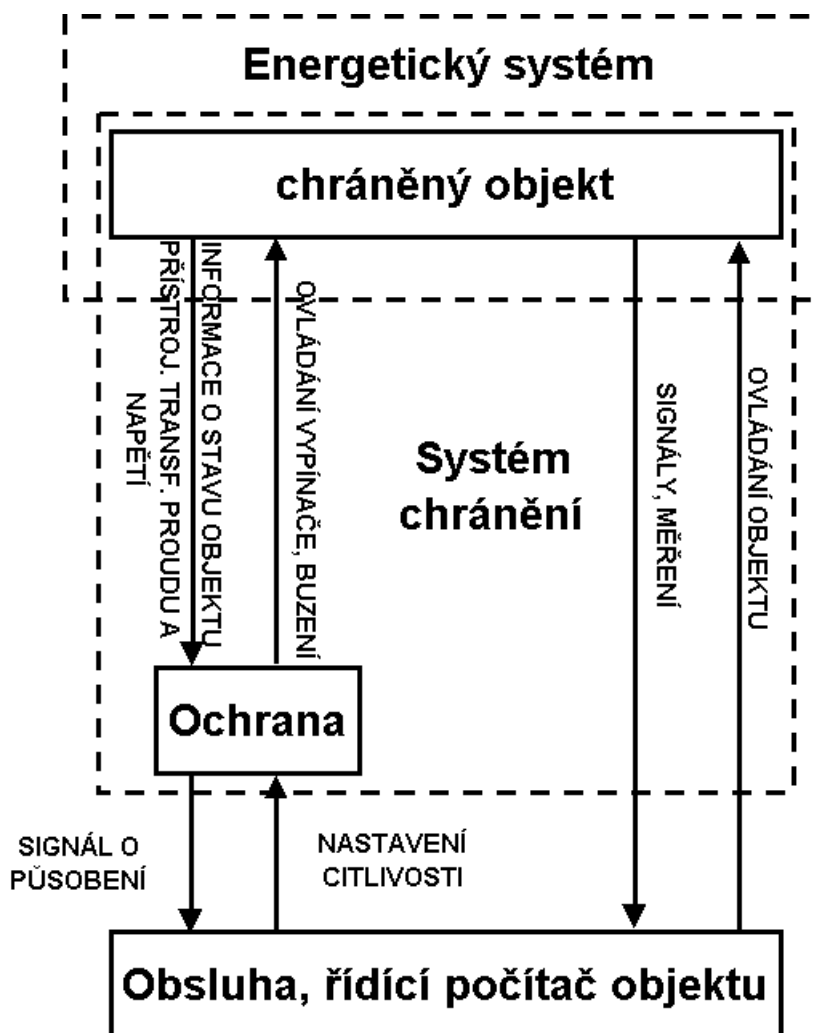 Energetický systém
chráněný objekt
INFORMACE O STAVU OBJEKTU
PŘÍSTROJ. TRANSF. PROUDU A
NAPĚTÍ
OVLÁDÁNÍ VYPÍNAČE, BUZENÍ
Systém
chránění
SIGNÁLY, MĚŘENÍ
OVLÁDÁNÍ OBJEKTU
Ochrana
SIGNÁL O
PŮSOBENÍ
NASTAVENÍ
CITLIVOSTI
Obsluha, řídící počítač objektu